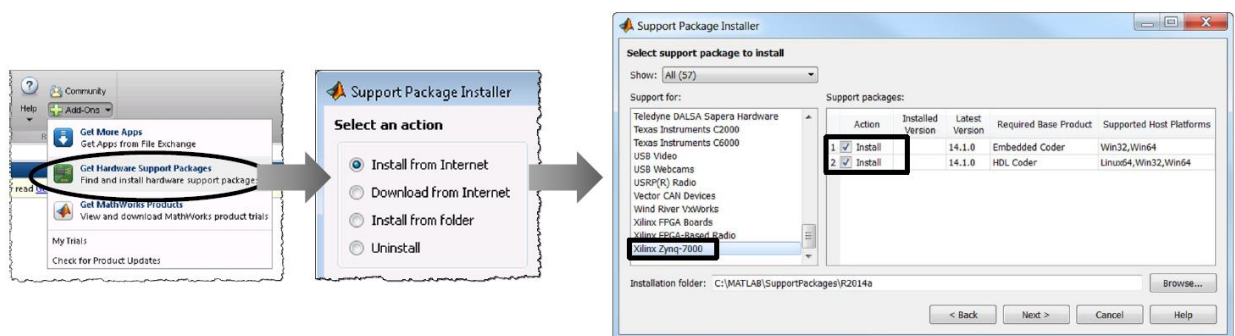 Help
Community
Add-Ons
R
Get More Apps
Get Apps from File Exchange
Get Hardware Support Packages
Find and install hardware support package
read
Get MathWorks Products
View and download MathWorks product trials
My Trials
Check for Product Updates
Support Package Installer
Select an action
Install from Internet
Download from Internet
Install from folder
Uninstall
Support Package Installer
Select support package to install
Show: All (57)
Support for:
Teledyne DALSA Sapera Hardware
Texas Instruments C2000
Texas Instruments C6000
USB Video
USB Webcams
USRP(R) Radio
Vector CAN Devices
Wind River VxWorks
Xilinx FPGA Boards
Xilinx FPGA-Based Radio
Xilinx Zynq-7000
Support packages:
Action Installed Version Latest Version Required Base Product Supported Host Platforms
1 Install 14.1.0 Embedded Coder Win32,Win64
2 Install 14.1.0 HDL Coder Linux64,Win32,Win64
Installation folder: C:\MATLAB\SupportPackages\R2014a
Browse...
< Back Next > Cancel Help